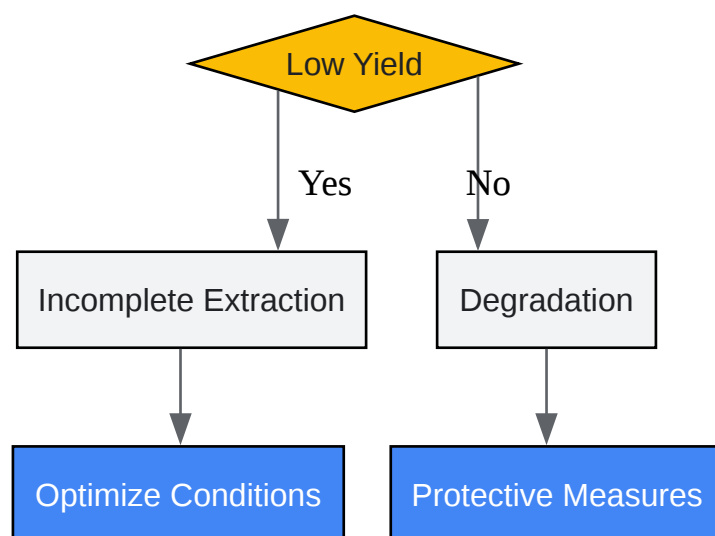 Low Yield
Yes
No
Incomplete Extraction
Degradation
Optimize Conditions
Protective Measures